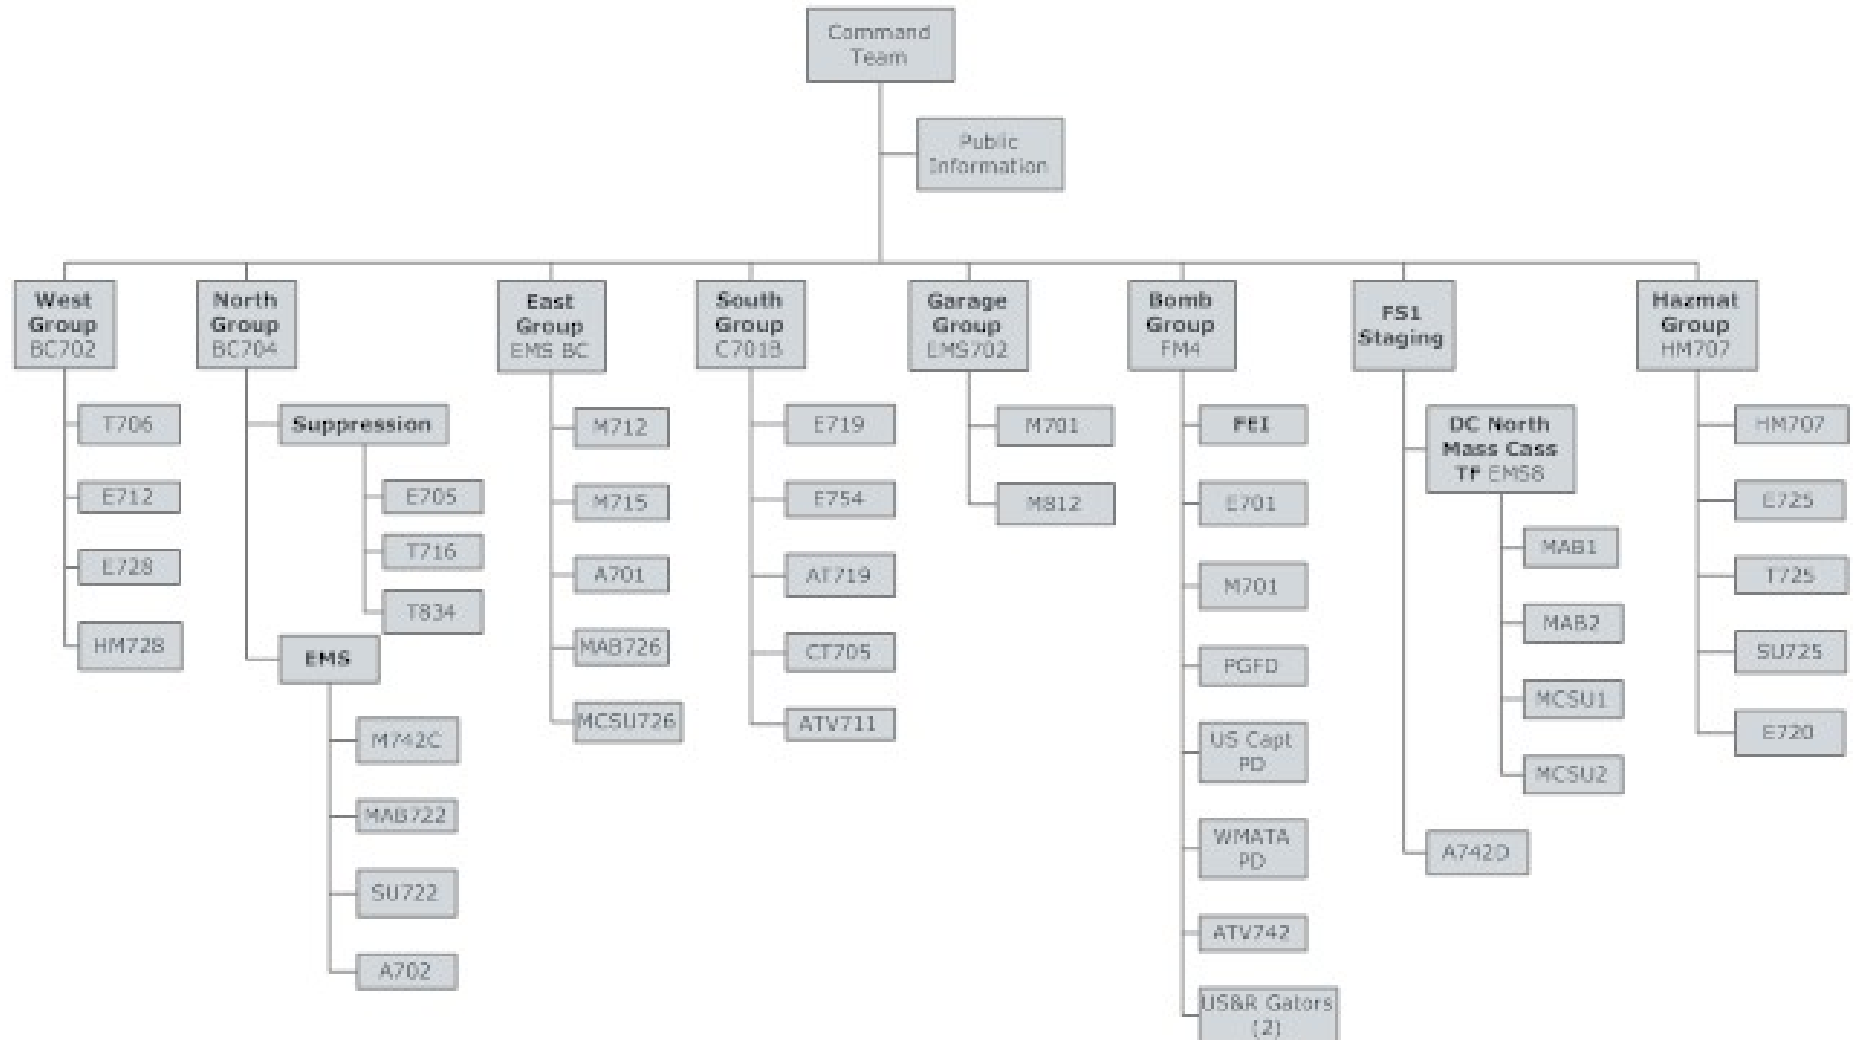 Command
Team
Public
Information
West
Group
BC702
T706
E712
E728
HM728
North
Group
BC704
Suppression
E705
T716
T834
EMS
M742C
MAB722
SU722
A702
East
Group
EMS BC
M712
M715
A701
MAB726
MCSU726
South
Group
C701B
E719
E754
AT719
CT705
ATV711
Garage
Group
EMS702
M701
M812
Bomb
Group
FM4
FEI
E701
M701
PGFD
US Capt
PD
WMATA
PD
ATV742
US&R Gators
(2)
FS1
Staging
DC North
Mass Cass
TF EMS8
MAB1
MAB2
MCSU1
MCSU2
A742D
Hazmat
Group
HM707
HM707
E725
T725
SU725
E720